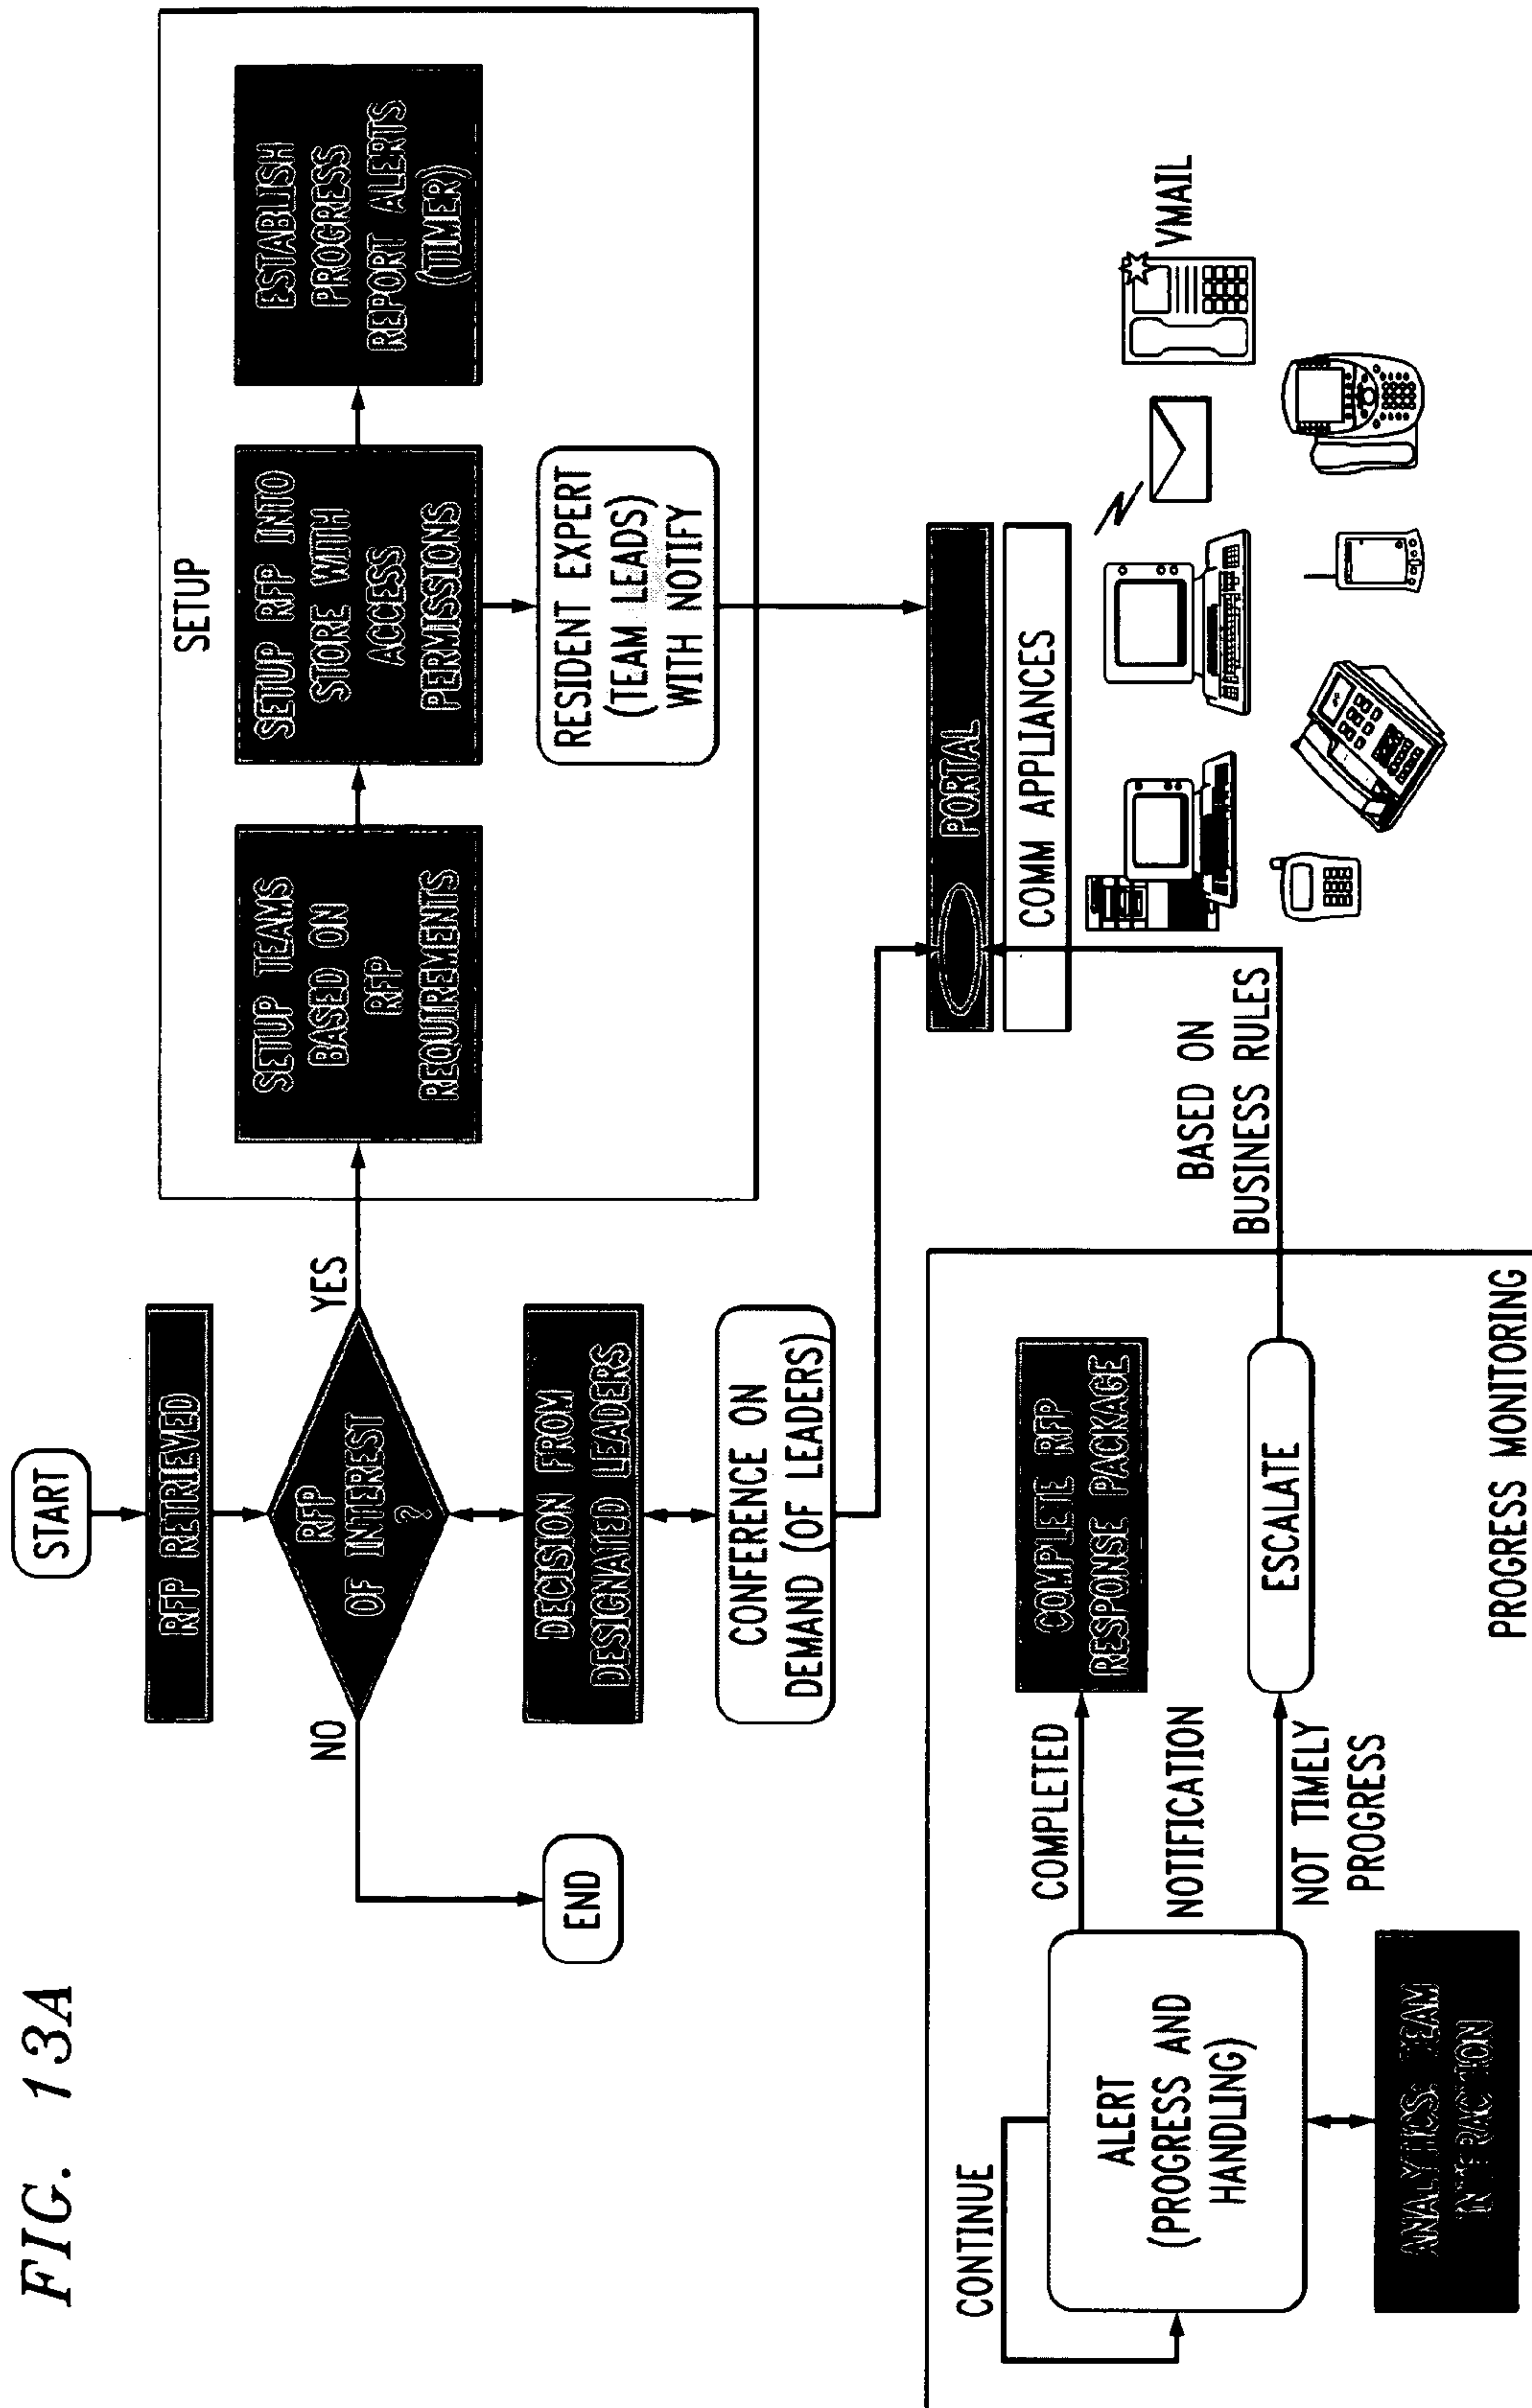 FIG. 13A
START
RFP RETRIEVED
RFP
OF INTEREST
?
NO
YES
END
DECISION FROM
DESIGNATED LEADERS
CONFERENCE ON
DEMAND (OF LEADERS)
SETUP
SETUP TEAMS
BASED ON
RFP
REQUIREMENTS
SETUP RFP INTO
STORE WITH
ACCESS
PERMISSIONS
ESTABLISH
PROGRESS
REPORT ALERTS
(TIMER)
RESIDENT EXPERT
(TEAM LEADS)
WITH NOTIFY
PORTAL
COMM APPLIANCES
VMAIL
BASED ON
BUSINESS RULES
CONTINUE
ALERT
(PROGRESS AND
HANDLING)
COMPLETED
NOTIFICATION
NOT TIMELY
PROGRESS
COMPLETE RFP
RESPONSE PACKAGE
ESCALATE
ANALYTICS: TEAM
INTERACTION
PROGRESS MONITORING